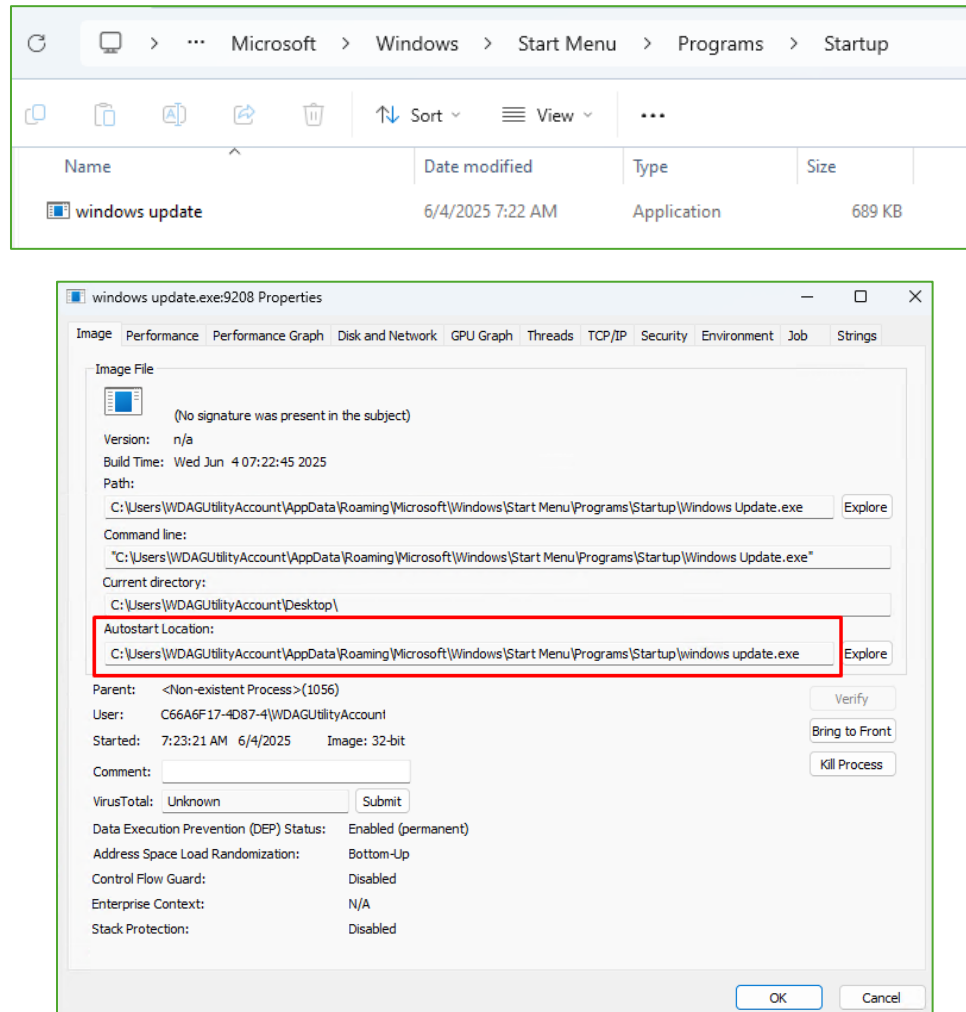 ··· Microsoft > Windows > Start Menu > Programs > Startup
Sort View ···
Name Date modified Type Size
windows update 6/4/2025 7:22 AM Application 689 KB
windows update.exe:9208 Properties
Image Performance Performance Graph Disk and Network GPU Graph Threads TCP/IP Security Environment Job Strings
Image File
(No signature was present in the subject)
Version: n/a
Build Time: Wed Jun 4 07:22:45 2025
Path:
C:\Users\WDAGUtilityAccount\AppData\Roaming\Microsoft\Windows\Start Menu\Programs\Startup\Windows Update.exe Explore
Command line:
"C:\Users\WDAGUtilityAccount\AppData\Roaming\Microsoft\Windows\Start Menu\Programs\Startup\Windows Update.exe"
Current directory:
C:\Users\WDAGUtilityAccount\Desktop\
Autostart Location:
C:\Users\WDAGUtilityAccount\AppData\Roaming\Microsoft\Windows\Start Menu\Programs\Startup\windows update.exe Explore
Parent: <Non-existent Process>(1056)
Verify
User: C66A6F17-4D87-4\WDAGUtilityAccount
Bring to Front
Started: 7:23:21 AM 6/4/2025 Image: 32-bit
Kill Process
Comment:
VirusTotal: Unknown Submit
Data Execution Prevention (DEP) Status: Enabled (permanent)
Address Space Load Randomization: Bottom-Up
Control Flow Guard: Disabled
Enterprise Context: N/A
Stack Protection: Disabled
OK Cancel